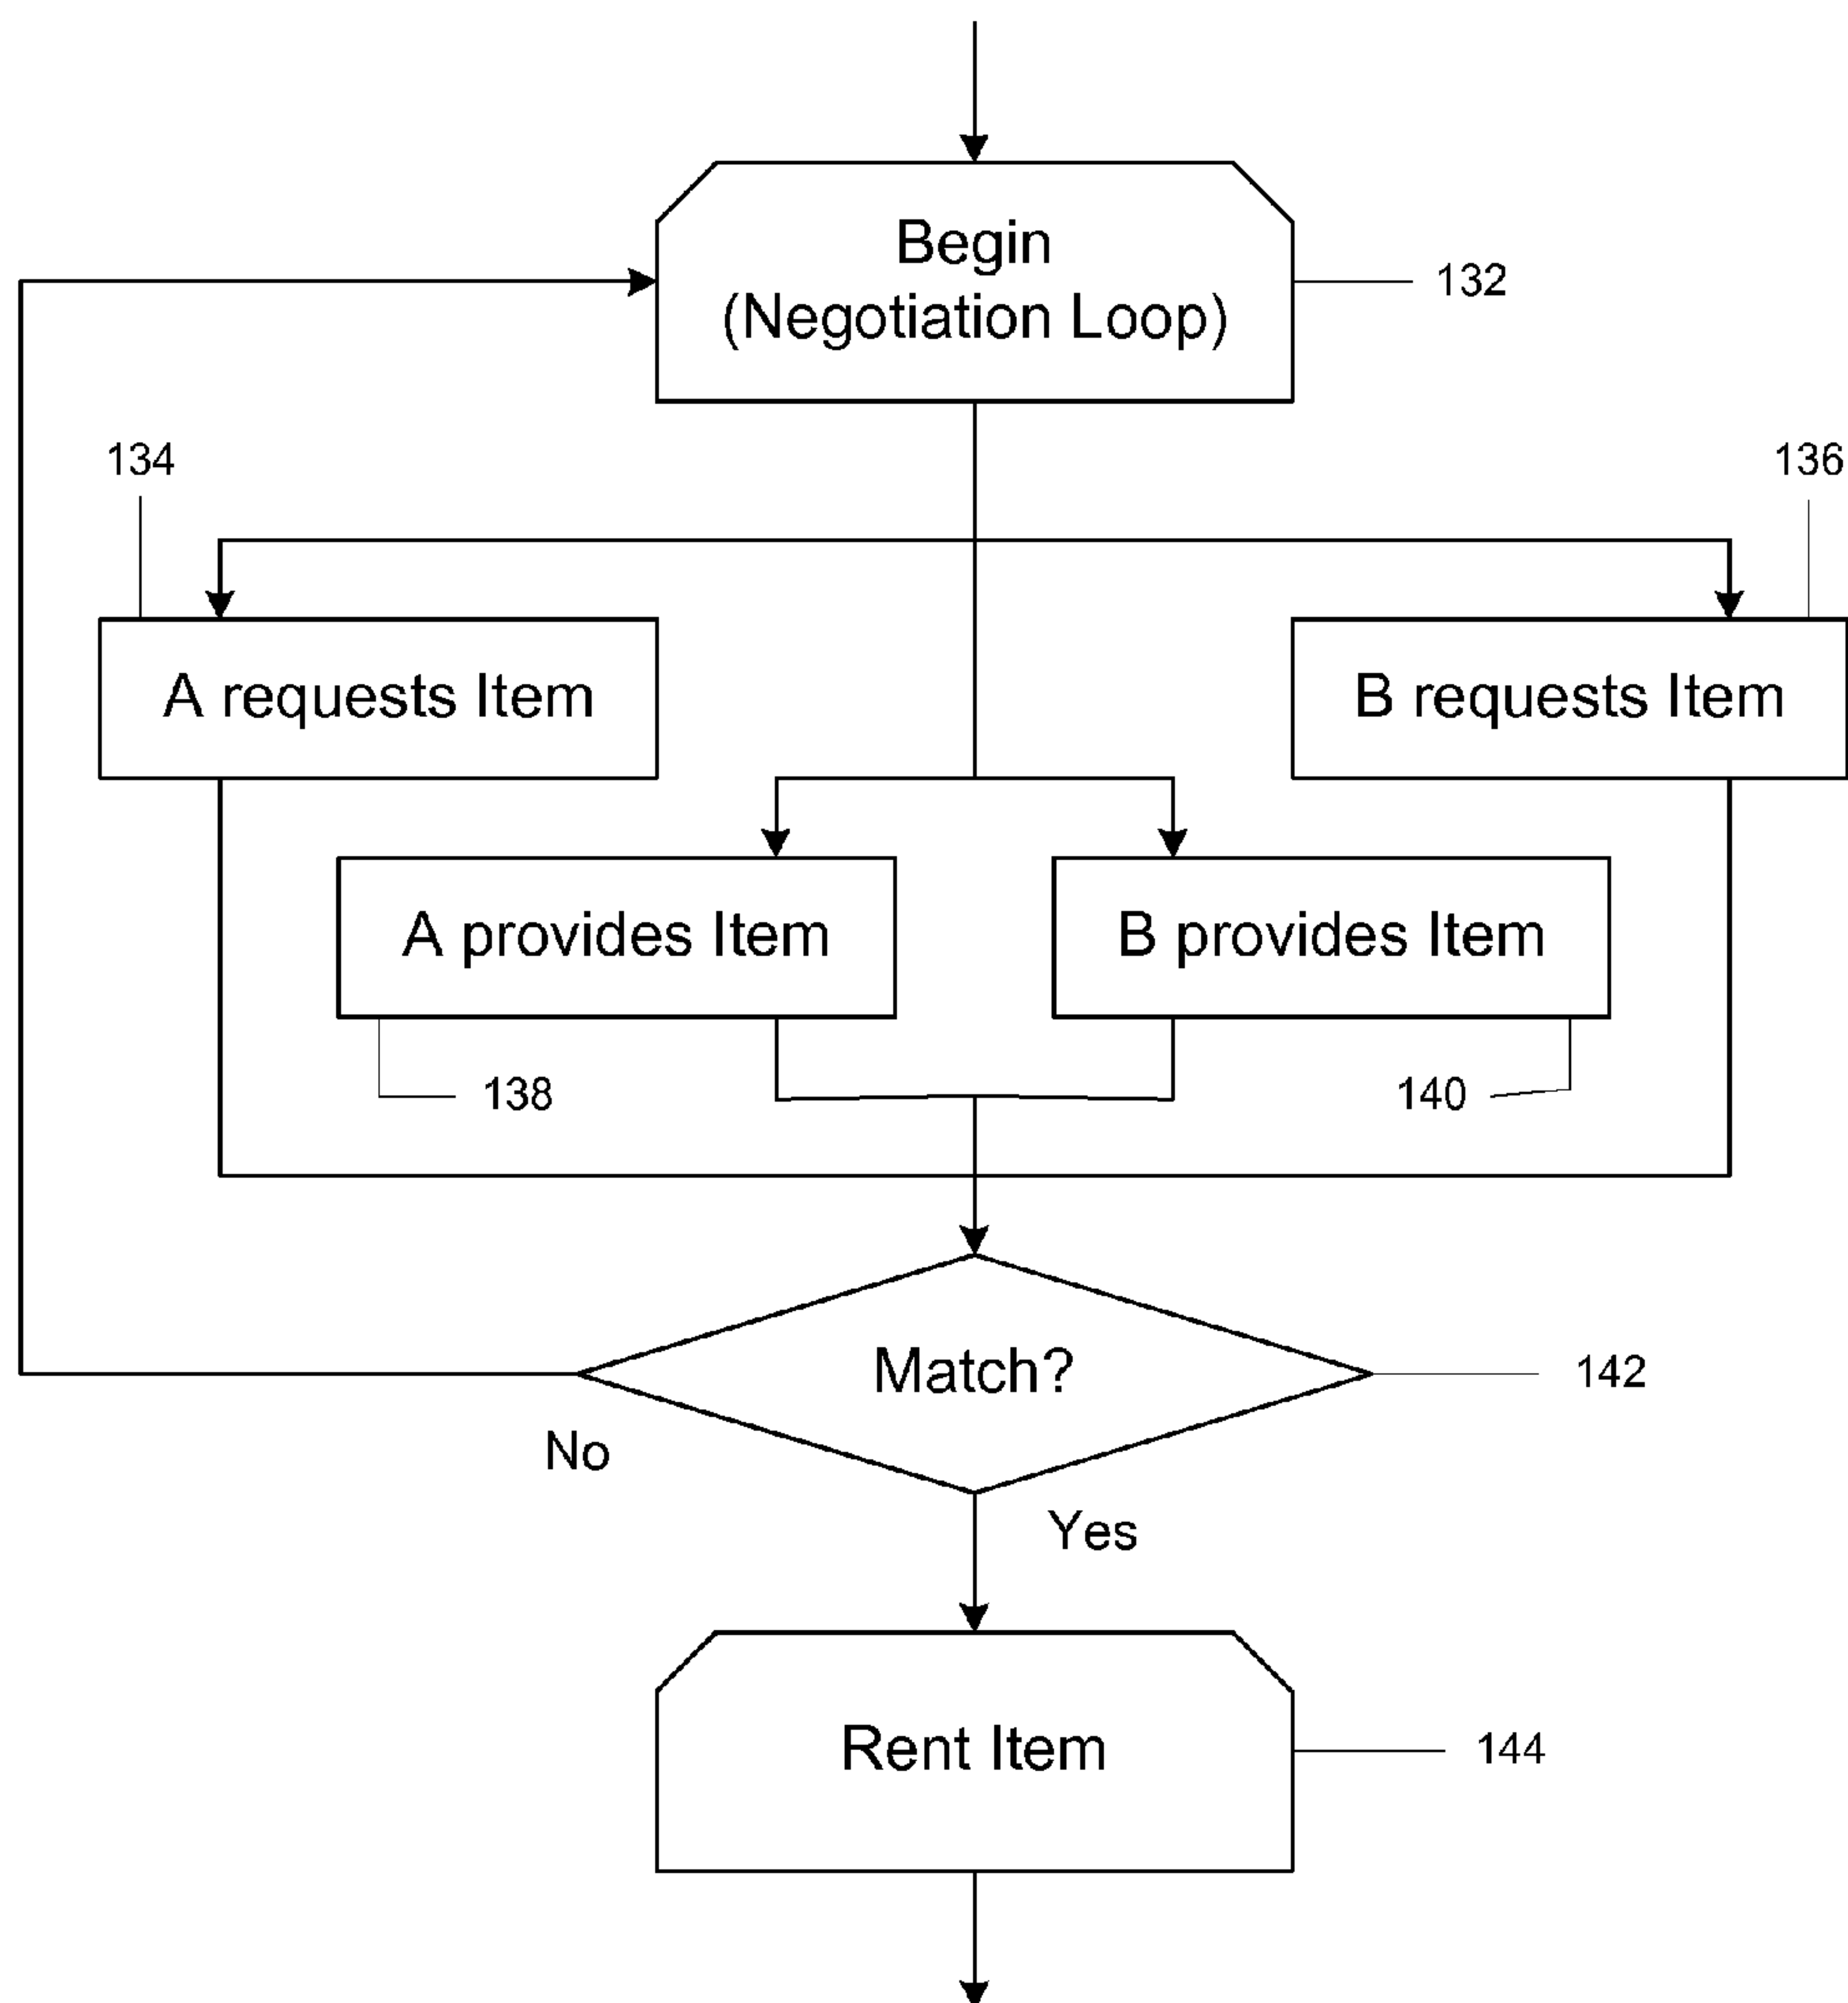 Begin
(Negotiation Loop)
132
134
136
A requests Item
B requests Item
A provides Item
B provides Item
138
140
Match?
142
No
Yes
Rent Item
144